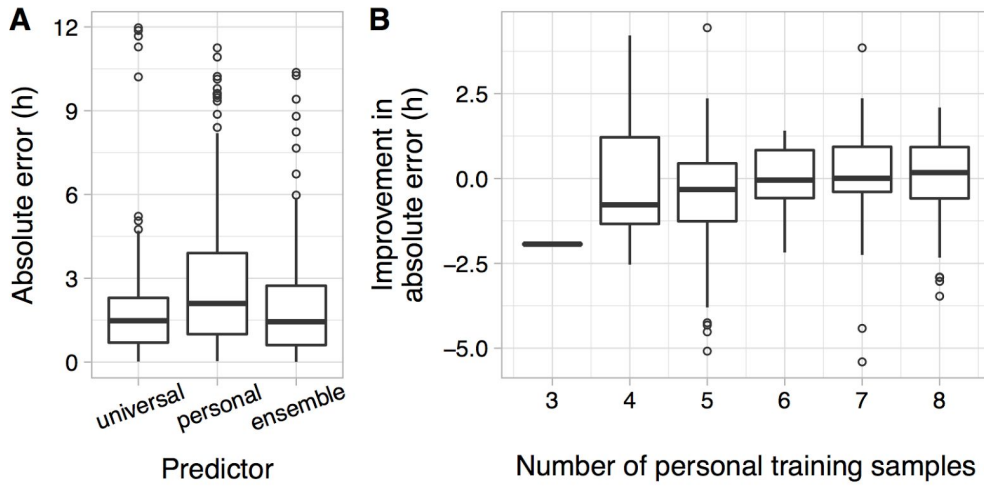 A
Absolute error (h)
12
9
6
3
0
universal
personal
ensemble
Predictor
B
Improvement in
absolute error (h)
2.5
0.0
−2.5
−5.0
3
4
5
6
7
8
Number of personal training samples